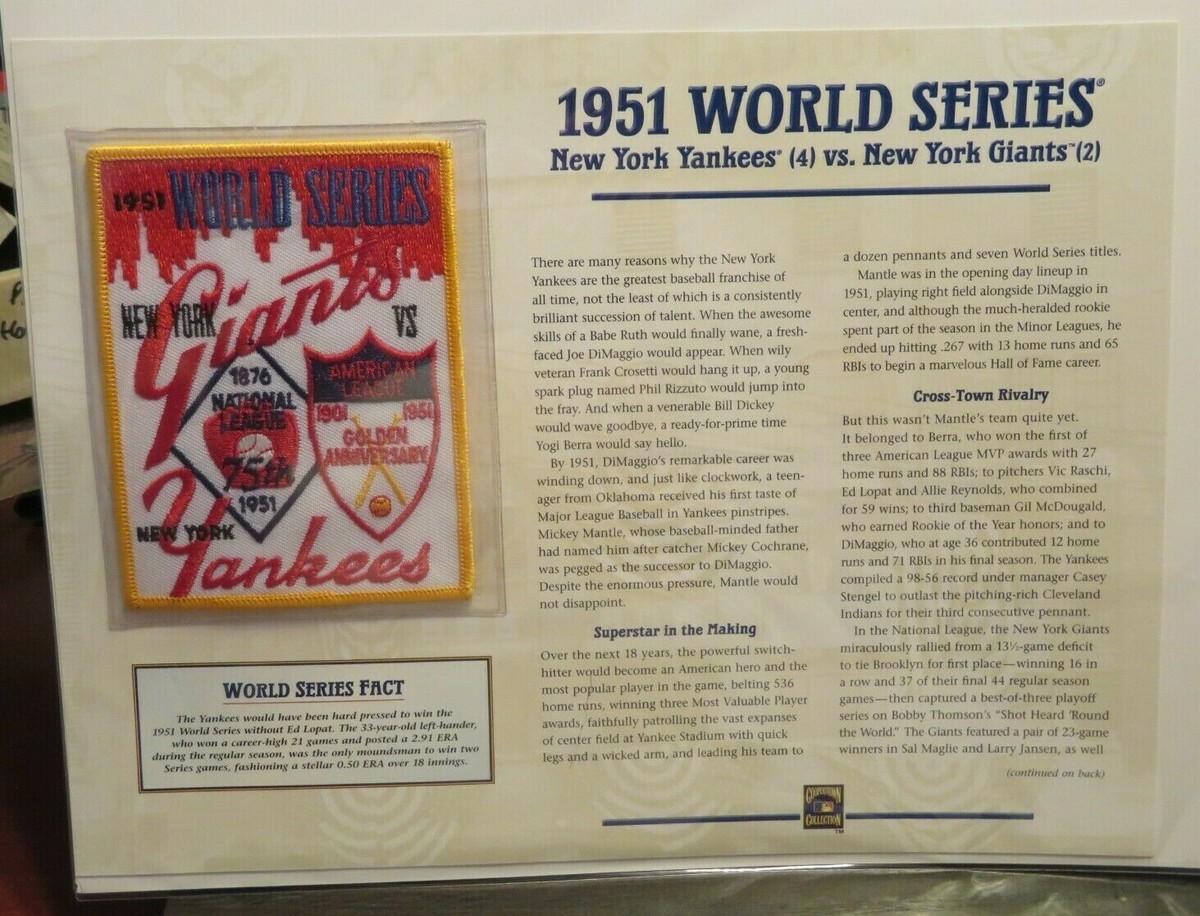 1951 WORLD SERIES®
New York Yankees® (4) vs. New York Giants™ (2)
1951 WORLD SERIES
Giants
NEW YORK
VS
1876
NATIONAL
LEAGUE
75th
1951
AMERICAN
LEAGUE
1901 1951
GOLDEN
ANNIVERSARY
NEW YORK
Yankees
WORLD SERIES FACT
The Yankees would have been hard pressed to win the
1951 World Series without Ed Lopat. The 33-year-old left-hander,
who won a career-high 21 games and posted a 2.91 ERA
during the regular season, was the only moundsman to win two
Series games, fashioning a stellar 0.50 ERA over 18 innings.
There are many reasons why the New York
Yankees are the greatest baseball franchise of
all time, not the least of which is a consistently
brilliant succession of talent. When the awesome
skills of a Babe Ruth would finally wane, a fresh-
faced Joe DiMaggio would appear. When wily
veteran Frank Crosetti would hang it up, a young
spark plug named Phil Rizzuto would jump into
the fray. And when a venerable Bill Dickey
would wave goodbye, a ready-for-prime time
Yogi Berra would say hello.
By 1951, DiMaggio's remarkable career was
winding down, and just like clockwork, a teen-
ager from Oklahoma received his first taste of
Major League Baseball in Yankees pinstripes.
Mickey Mantle, whose baseball-minded father
had named him after catcher Mickey Cochrane,
was pegged as the successor to DiMaggio.
Despite the enormous pressure, Mantle would
not disappoint.
Superstar in the Making
Over the next 18 years, the powerful switch-
hitter would become an American hero and the
most popular player in the game, belting 536
home runs, winning three Most Valuable Player
awards, faithfully patrolling the vast expanses
of center field at Yankee Stadium with quick
legs and a wicked arm, and leading his team to
a dozen pennants and seven World Series titles.
Mantle was in the opening day lineup in
1951, playing right field alongside DiMaggio in
center, and although the much-heralded rookie
spent part of the season in the Minor Leagues, he
ended up hitting .267 with 13 home runs and 65
RBIs to begin a marvelous Hall of Fame career.
Cross-Town Rivalry
But this wasn't Mantle's team quite yet.
It belonged to Berra, who won the first of
three American League MVP awards with 27
home runs and 88 RBIs; to pitchers Vic Raschi,
Ed Lopat and Allie Reynolds, who combined
for 59 wins; to third baseman Gil McDougald,
who earned Rookie of the Year honors; and to
DiMaggio, who at age 36 contributed 12 home
runs and 71 RBIs in his final season. The Yankees
compiled a 98-56 record under manager Casey
Stengel to outlast the pitching-rich Cleveland
Indians for their third consecutive pennant.
In the National League, the New York Giants
miraculously rallied from a 13½-game deficit
to tie Brooklyn for first place—winning 16 in
a row and 37 of their final 44 regular season
games—then captured a best-of-three playoff
series on Bobby Thomson's "Shot Heard 'Round
the World." The Giants featured a pair of 23-game
winners in Sal Maglie and Larry Jansen, as well
(continued on back)
COOPERSTOWN
COLLECTION
™